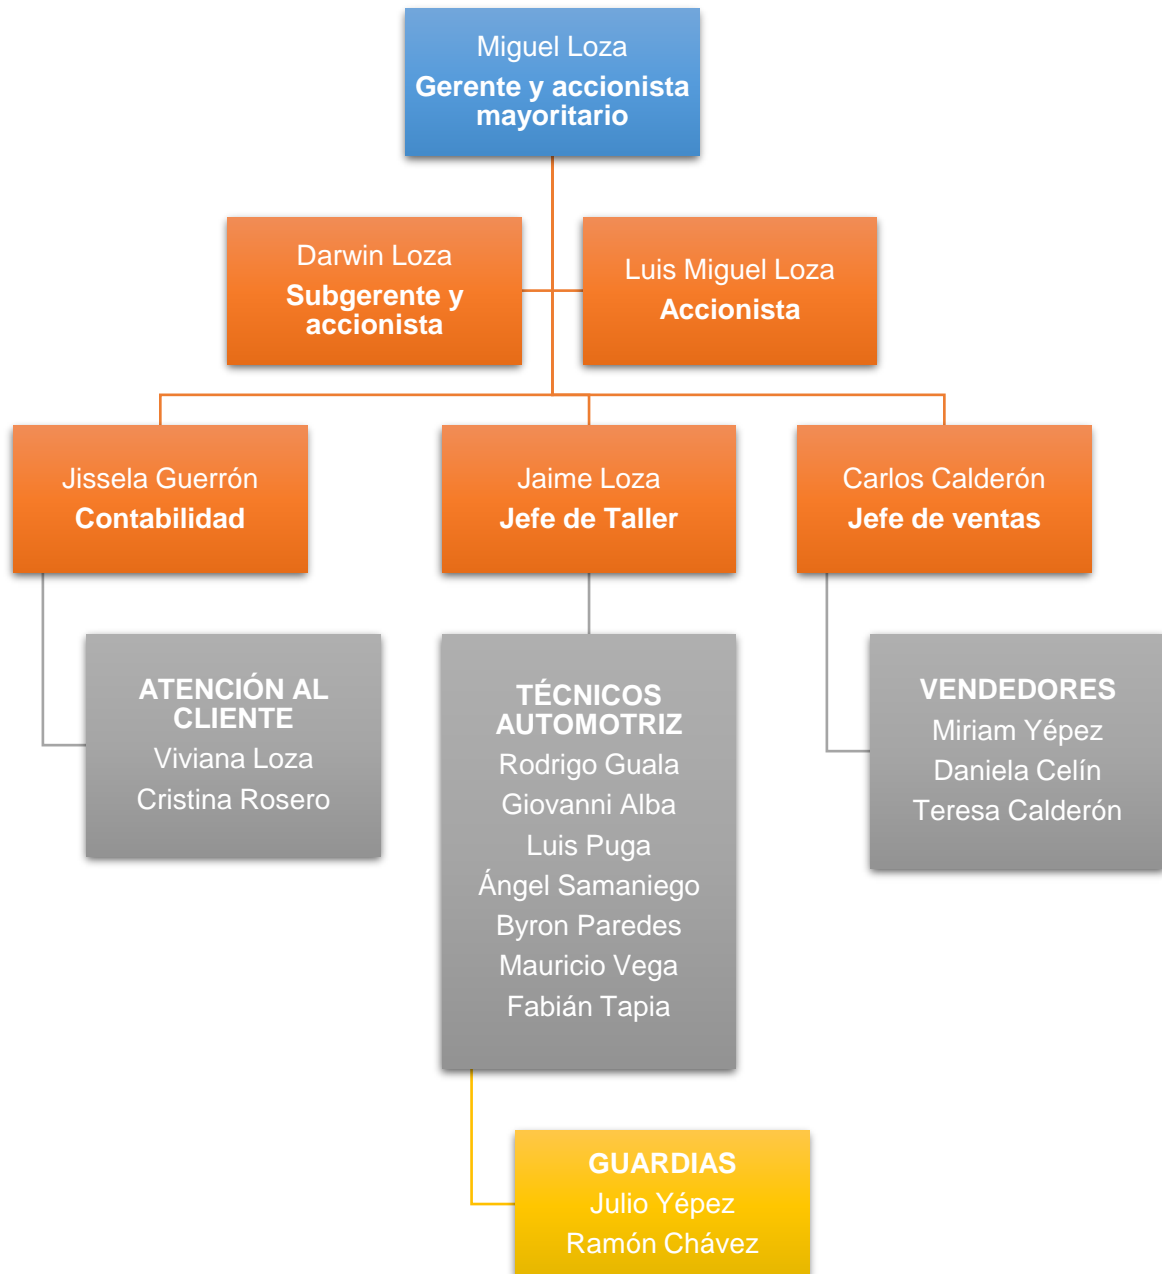 Miguel Loza
Gerente y accionista
mayoritario
Darwin Loza
Subgerente y
accionista
Luis Miguel Loza
Accionista
Jissela Guerrón
Contabilidad
Jaime Loza
Jefe de Taller
Carlos Calderón
Jefe de ventas
ATENCIÓN AL
CLIENTE
Viviana Loza
Cristina Rosero
TÉCNICOS
AUTOMOTRIZ
Rodrigo Guala
Giovanni Alba
Luis Puga
Ángel Samaniego
Byron Paredes
Mauricio Vega
Fabián Tapia
VENDEDORES
Miriam Yépez
Daniela Celín
Teresa Calderón
GUARDIAS
Julio Yépez
Ramón Chávez